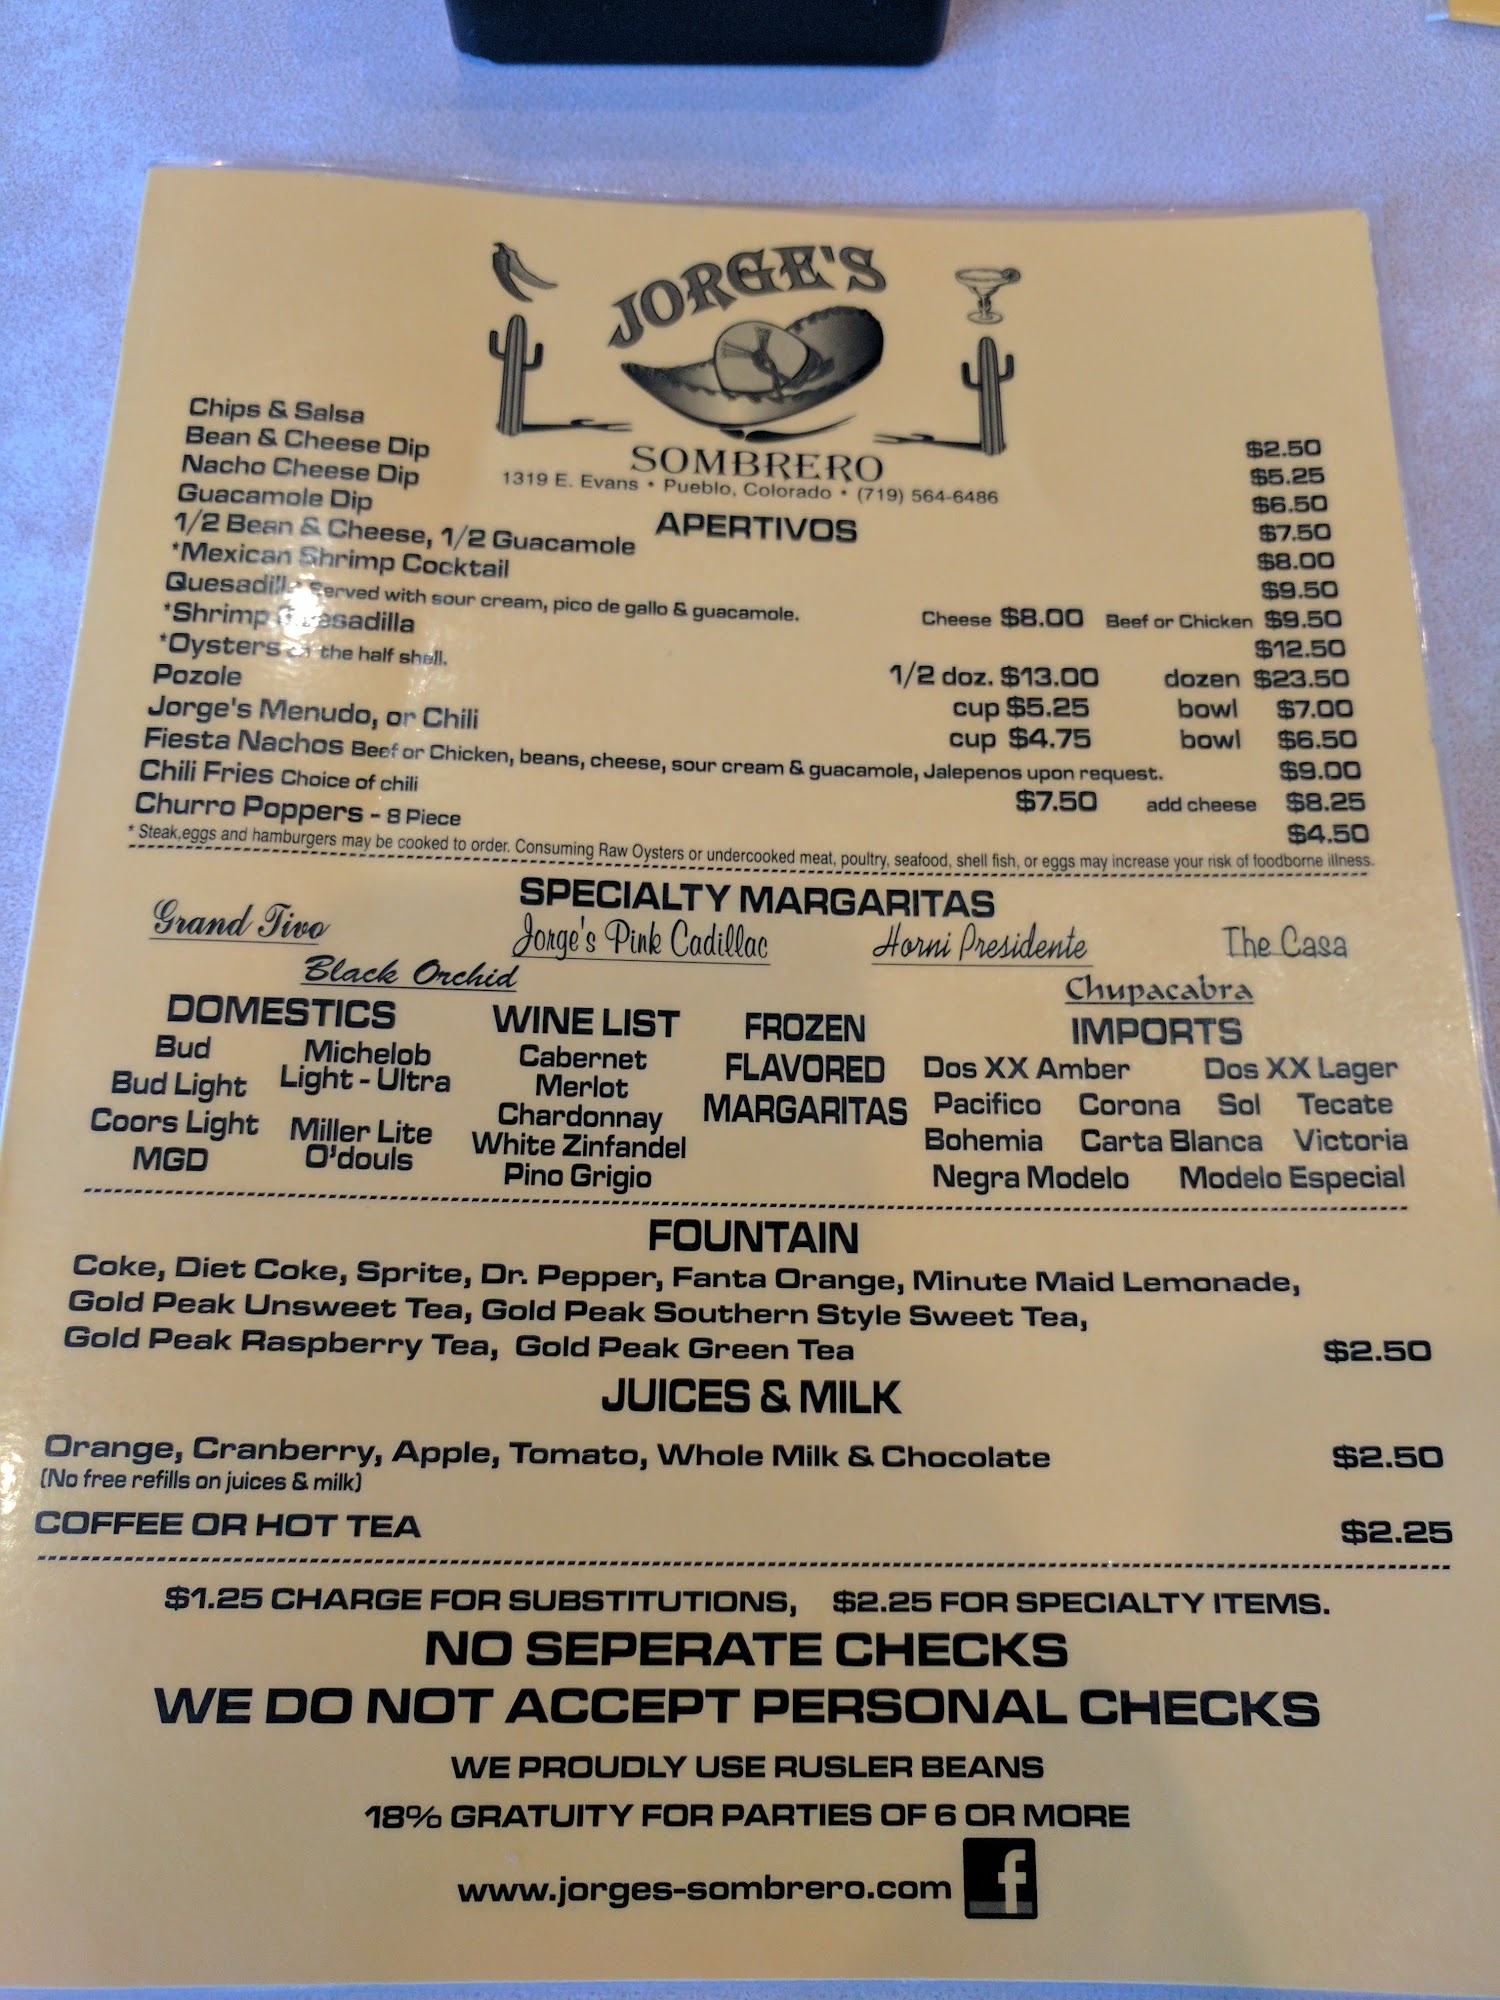 JORGE'S
SOMBRERO
1319 E. Evans • Pueblo, Colorado • (719) 564-6486
APERTIVOS
Chips & Salsa $2.50
Bean & Cheese Dip $5.25
Nacho Cheese Dip $6.50
Guacamole Dip $7.50
1/2 Bean & Cheese, 1/2 Guacamole $8.00
*Mexican Shrimp Cocktail $9.50
Quesadilla Served with sour cream, pico de gallo & guacamole. Cheese $8.00 Beef or Chicken $9.50
*Shrimp Quesadilla $12.50
*Oysters on the half shell. 1/2 doz. $13.00 dozen $23.50
Pozole cup $5.25 bowl $7.00
Jorge's Menudo, or Chili cup $4.75 bowl $6.50
Fiesta Nachos Beef or Chicken, beans, cheese, sour cream & guacamole, Jalepenos upon request. $9.00
Chili Fries Choice of chili $7.50 add cheese $8.25
Churro Poppers - 8 Piece $4.50
* Steak,eggs and hamburgers may be cooked to order. Consuming Raw Oysters or undercooked meat, poultry, seafood, shell fish, or eggs may increase your risk of foodborne illness.
SPECIALTY MARGARITAS
Grand Tivo Jorge's Pink Cadillac Horni Presidente The Casa
Black Orchid Chupacabra
DOMESTICS
Bud Michelob
Bud Light Light - Ultra
Coors Light Miller Lite
MGD O'douls
WINE LIST
Cabernet
Merlot
Chardonnay
White Zinfandel
Pino Grigio
FROZEN
FLAVORED
MARGARITAS
IMPORTS
Dos XX Amber Dos XX Lager
Pacifico Corona Sol Tecate
Bohemia Carta Blanca Victoria
Negra Modelo Modelo Especial
FOUNTAIN
Coke, Diet Coke, Sprite, Dr. Pepper, Fanta Orange, Minute Maid Lemonade,
Gold Peak Unsweet Tea, Gold Peak Southern Style Sweet Tea,
Gold Peak Raspberry Tea, Gold Peak Green Tea $2.50
JUICES & MILK
Orange, Cranberry, Apple, Tomato, Whole Milk & Chocolate $2.50
(No free refills on juices & milk)
COFFEE OR HOT TEA $2.25
$1.25 CHARGE FOR SUBSTITUTIONS, $2.25 FOR SPECIALTY ITEMS.
NO SEPERATE CHECKS
WE DO NOT ACCEPT PERSONAL CHECKS
WE PROUDLY USE RUSLER BEANS
18% GRATUITY FOR PARTIES OF 6 OR MORE
www.jorges-sombrero.com f